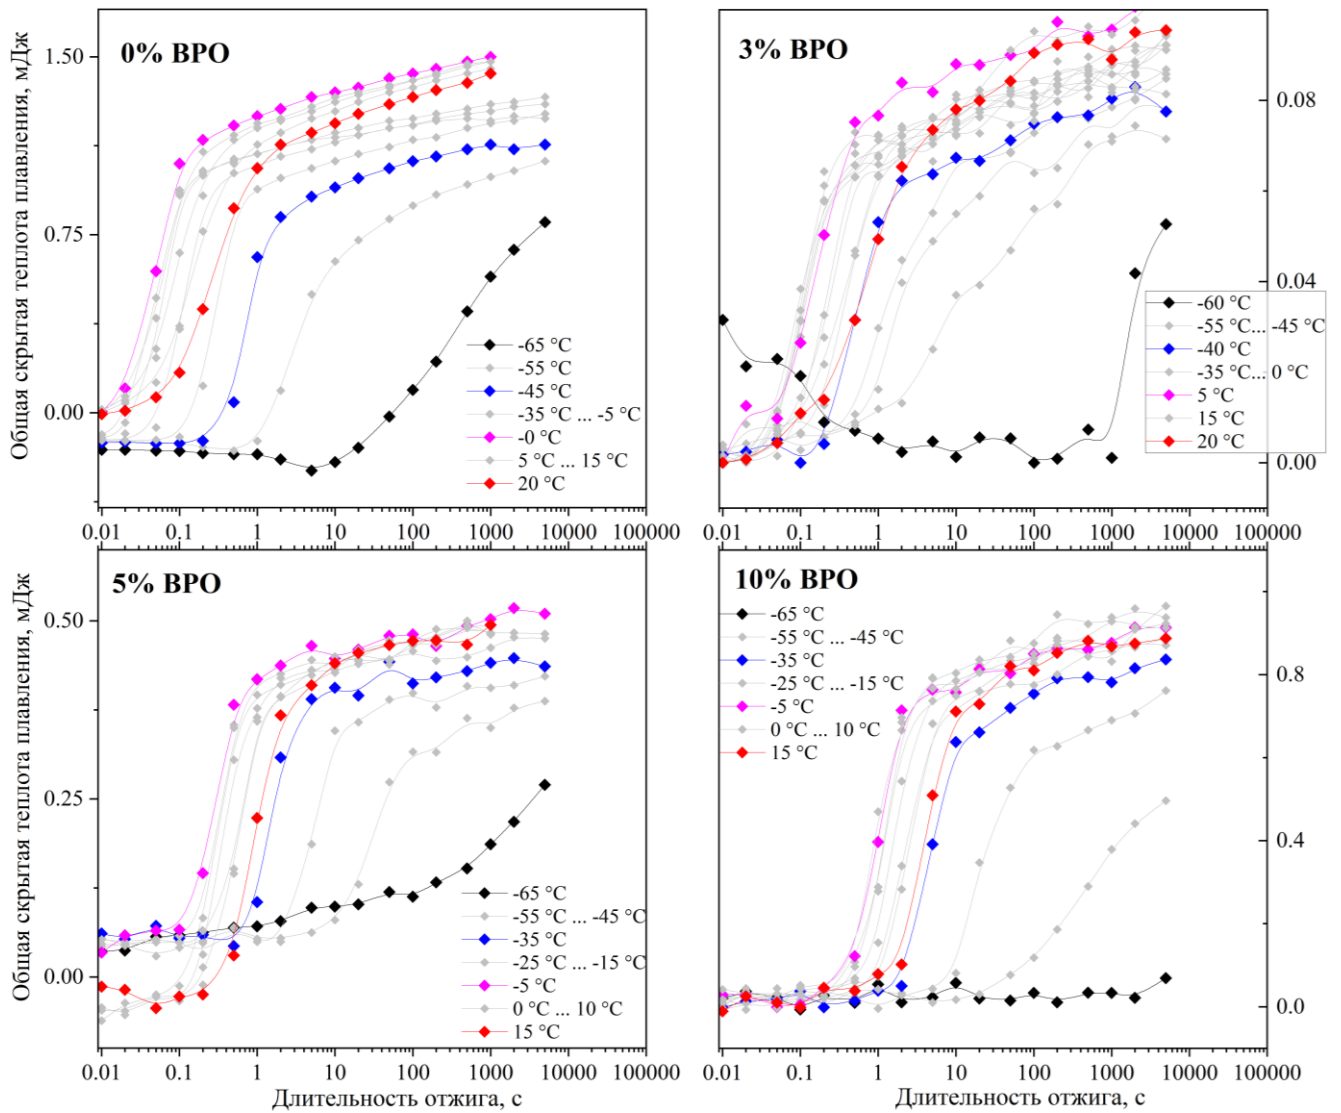 0% BPO
Общая скрытая теплота плавления, мДж
1.50
0.75
0.00
-65 °C
-55 °C
-45 °C
-35 °C ... -5 °C
-0 °C
5 °C ... 15 °C
20 °C
0.01 0.1 1 10 100 1000 10000 100000
3% BPO
0.08
0.04
0.00
-60 °C
-55 °C... -45 °C
-40 °C
-35 °C... 0 °C
5 °C
15 °C
20 °C
0.01 0.1 1 10 100 1000 10000 100000
5% BPO
Общая скрытая теплота плавления, мДж
0.50
0.25
0.00
-65 °C
-55 °C ... -45 °C
-35 °C
-25 °C ... -15 °C
-5 °C
0 °C ... 10 °C
15 °C
0.01 0.1 1 10 100 1000 10000 100000
Длительность отжига, с
10% BPO
-65 °C
-55 °C ... -45 °C
-35 °C
-25 °C ... -15 °C
-5 °C
0 °C ... 10 °C
15 °C
0.8
0.4
0.0
0.01 0.1 1 10 100 1000 10000 100000
Длительность отжига, с